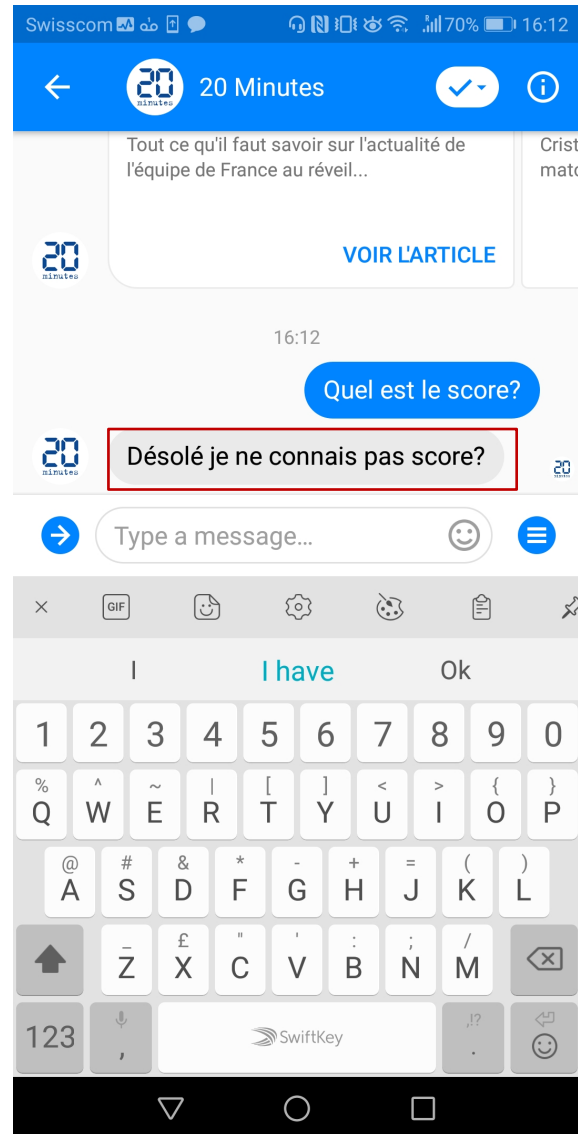 Swisscom 70% 16:12
20 minutes 20 Minutes
Tout ce qu'il faut savoir sur l'actualité de
l'équipe de France au réveil...
Crist
mato
VOIR L'ARTICLE
20 minutes
16:12
Quel est le score?
20 minutes
Désolé je ne connais pas score?
20 minutes
Type a message...
GIF
I I have Ok
1 2 3 4 5 6 7 8 9 0
% ^ ~ | [ ] < > { }
Q W E R T Y U I O P
@ # & * - + = ( )
A S D F G H J K L
_ £ " ' : ; /
Z X C V B N M
123 , SwiftKey ,!? .